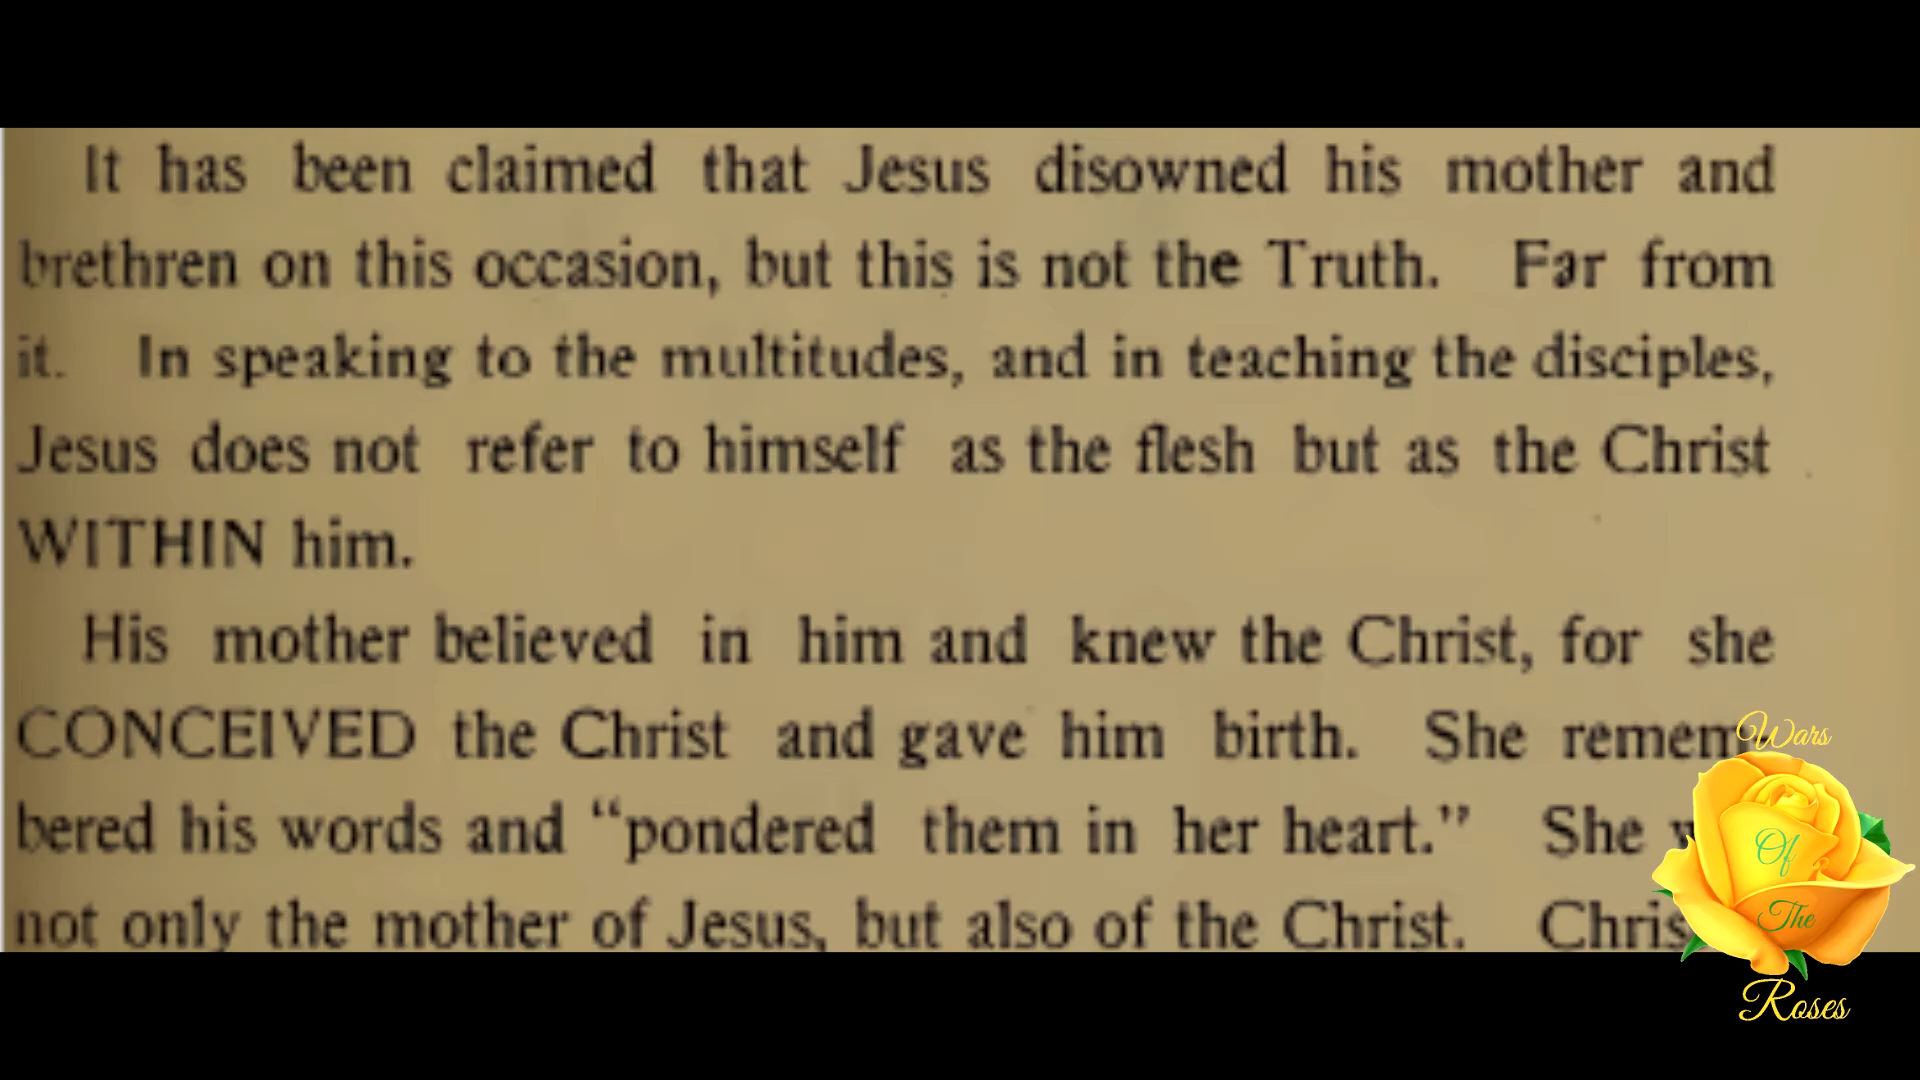 It has been claimed that Jesus disowned his mother and
brethren on this occasion, but this is not the Truth. Far from
it. In speaking to the multitudes, and in teaching the disciples,
Jesus does not refer to himself as the flesh but as the Christ
WITHIN him.
His mother believed in him and knew the Christ, for she
CONCEIVED the Christ and gave him birth. She remem
bered his words and “pondered them in her heart.” She
not only the mother of Jesus, but also of the Christ.
Wars
Of
The
Roses